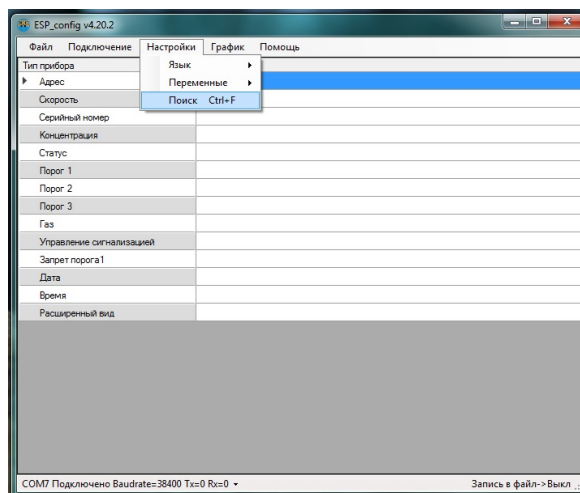 ESP_config v4.20.2
Файл Подключение Настройки График Помощь
Тип прибора
Язык
Адрес
Переменные
Скорость
Поиск Ctrl+F
Серийный номер
Концентрация
Статус
Порог 1
Порог 2
Порог 3
Газ
Управление сигнализацией
Запрет порога1
Дата
Время
Расширенный вид
COM7 Подключено Baudrate=38400 Tx=0 Rx=0 Запись в файл->Выкл